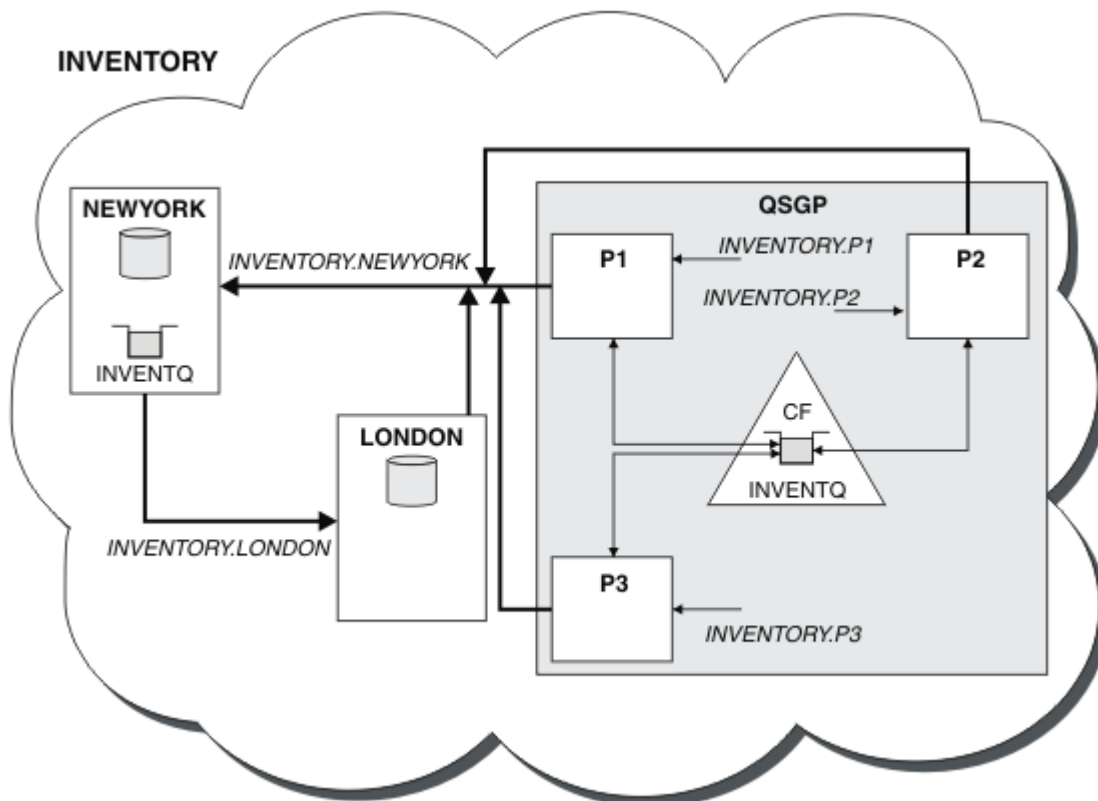 INVENTORY
NEWYORK
INVENTQ
INVENTORY.NEWYORK
LONDON
INVENTORY.LONDON
QSGP
P1
INVENTORY.P1
P2
INVENTORY.P2
CF
INVENTQ
P3
INVENTORY.P3